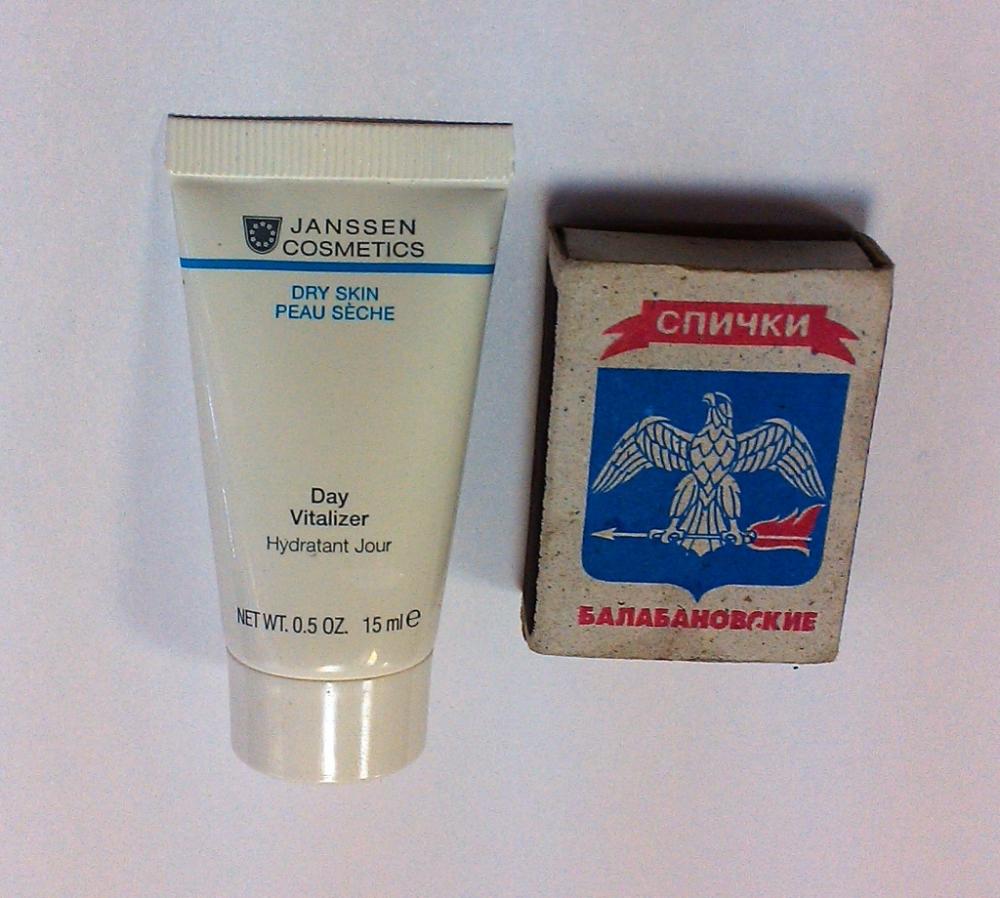 JANSSEN
COSMETICS
DRY SKIN
PEAU SÈCHE
Day
Vitalizer
Hydratant Jour
NET WT. 0.5 OZ. 15 ml ℮
СПИЧКИ
БАЛАБАНОВСКИЕ